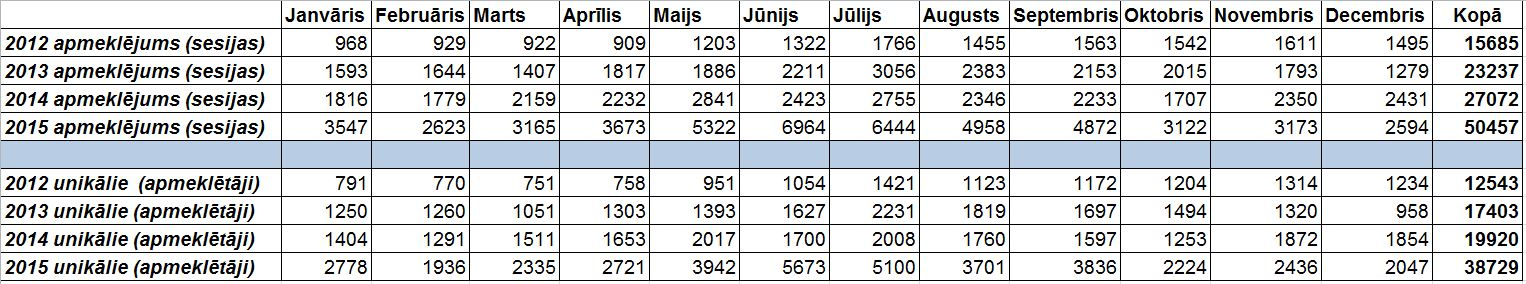 Janvāris Februāris Marts Aprīlis Maijs Jūnijs Jūlijs Augusts Septembris Oktobris Novembris Decembris Kopā
2012 apmeklējums (sesijas) 968 929 922 909 1203 1322 1766 1455 1563 1542 1611 1495 15685
2013 apmeklējums (sesijas) 1593 1644 1407 1817 1886 2211 3056 2383 2153 2015 1793 1279 23237
2014 apmeklējums (sesijas) 1816 1779 2159 2232 2841 2423 2755 2346 2233 1707 2350 2431 27072
2015 apmeklējums (sesijas) 3547 2623 3165 3673 5322 6964 6444 4958 4872 3122 3173 2594 50457
2012 unikālie (apmeklētāji) 791 770 751 758 951 1054 1421 1123 1172 1204 1314 1234 12543
2013 unikālie (apmeklētāji) 1250 1260 1051 1303 1393 1627 2231 1819 1697 1494 1320 958 17403
2014 unikālie (apmeklētāji) 1404 1291 1511 1653 2017 1700 2008 1760 1597 1253 1872 1854 19920
2015 unikālie (apmeklētāji) 2778 1936 2335 2721 3942 5673 5100 3701 3836 2224 2436 2047 38729